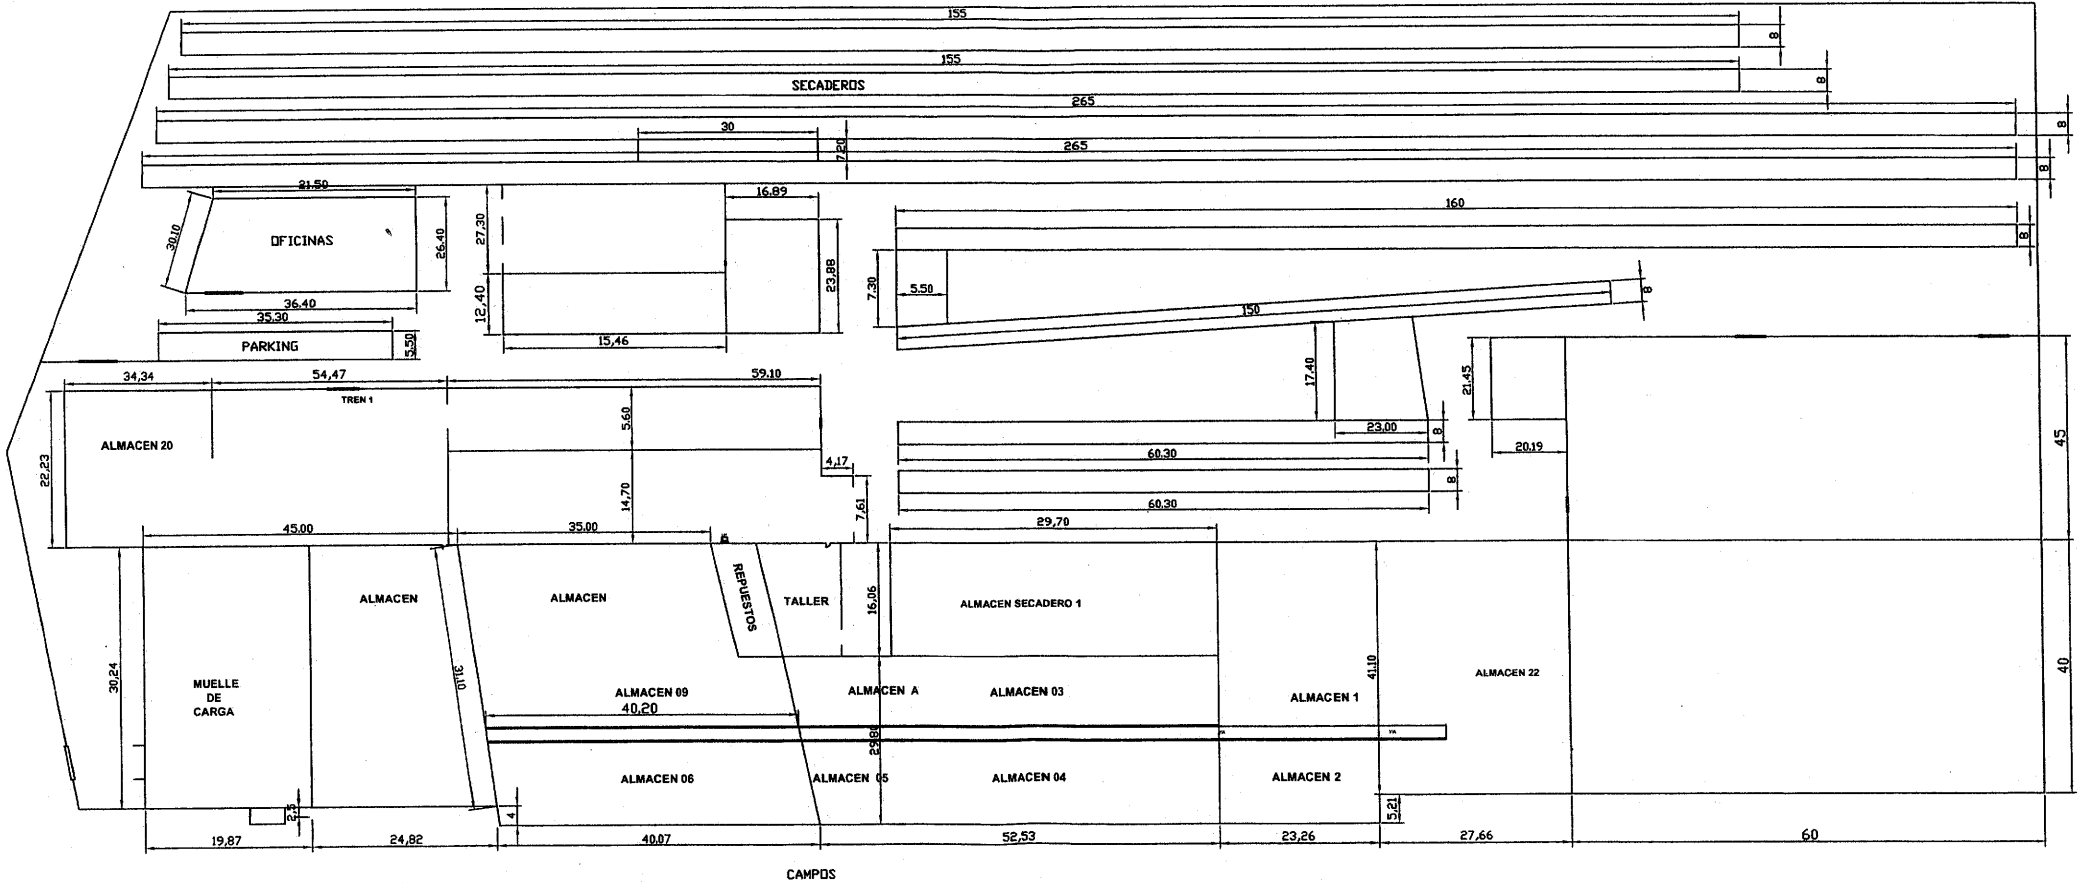 155
8
155
SECADEROS
8
265
8
30
7.20
265
8
21.50
16.89
160
30.10
OFICINAS
26.40
27,30
23,88
8
7.30
5.50
12,40
36.40
35.30
150
8
PARKING
5.50
15,46
17.40
21.45
34,34
54,47
59.10
TREN 1
5.60
23,00
8
45
ALMACEN 20
22,23
4,17
60.30
20.19
14,70
7,61
8
60.30
45.00
35.00
29,70
ALMACEN
ALMACEN
REPUESTOS
TALLER
16,06
ALMACEN SECADERO 1
30,24
31.10
41.10
40
MUELLE
DE
CARGA
ALMACEN 09
ALMACEN A
ALMACEN 03
ALMACEN 1
ALMACEN 22
40,20
29.80
ALMACEN 06
ALMACEN 05
ALMACEN 04
ALMACEN 2
2,5
4
5,21
19,87
24,82
40.07
52,53
23,26
27,66
60
CAMPOS